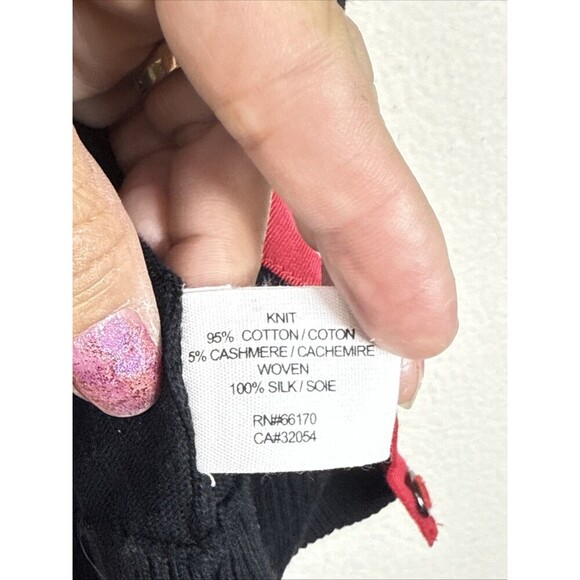 KNIT
95% COTTON/COTON
5% CASHMERE/CACHEMIRE
WOVEN
100% SILK/SOIE
RN#66170
CA#32054